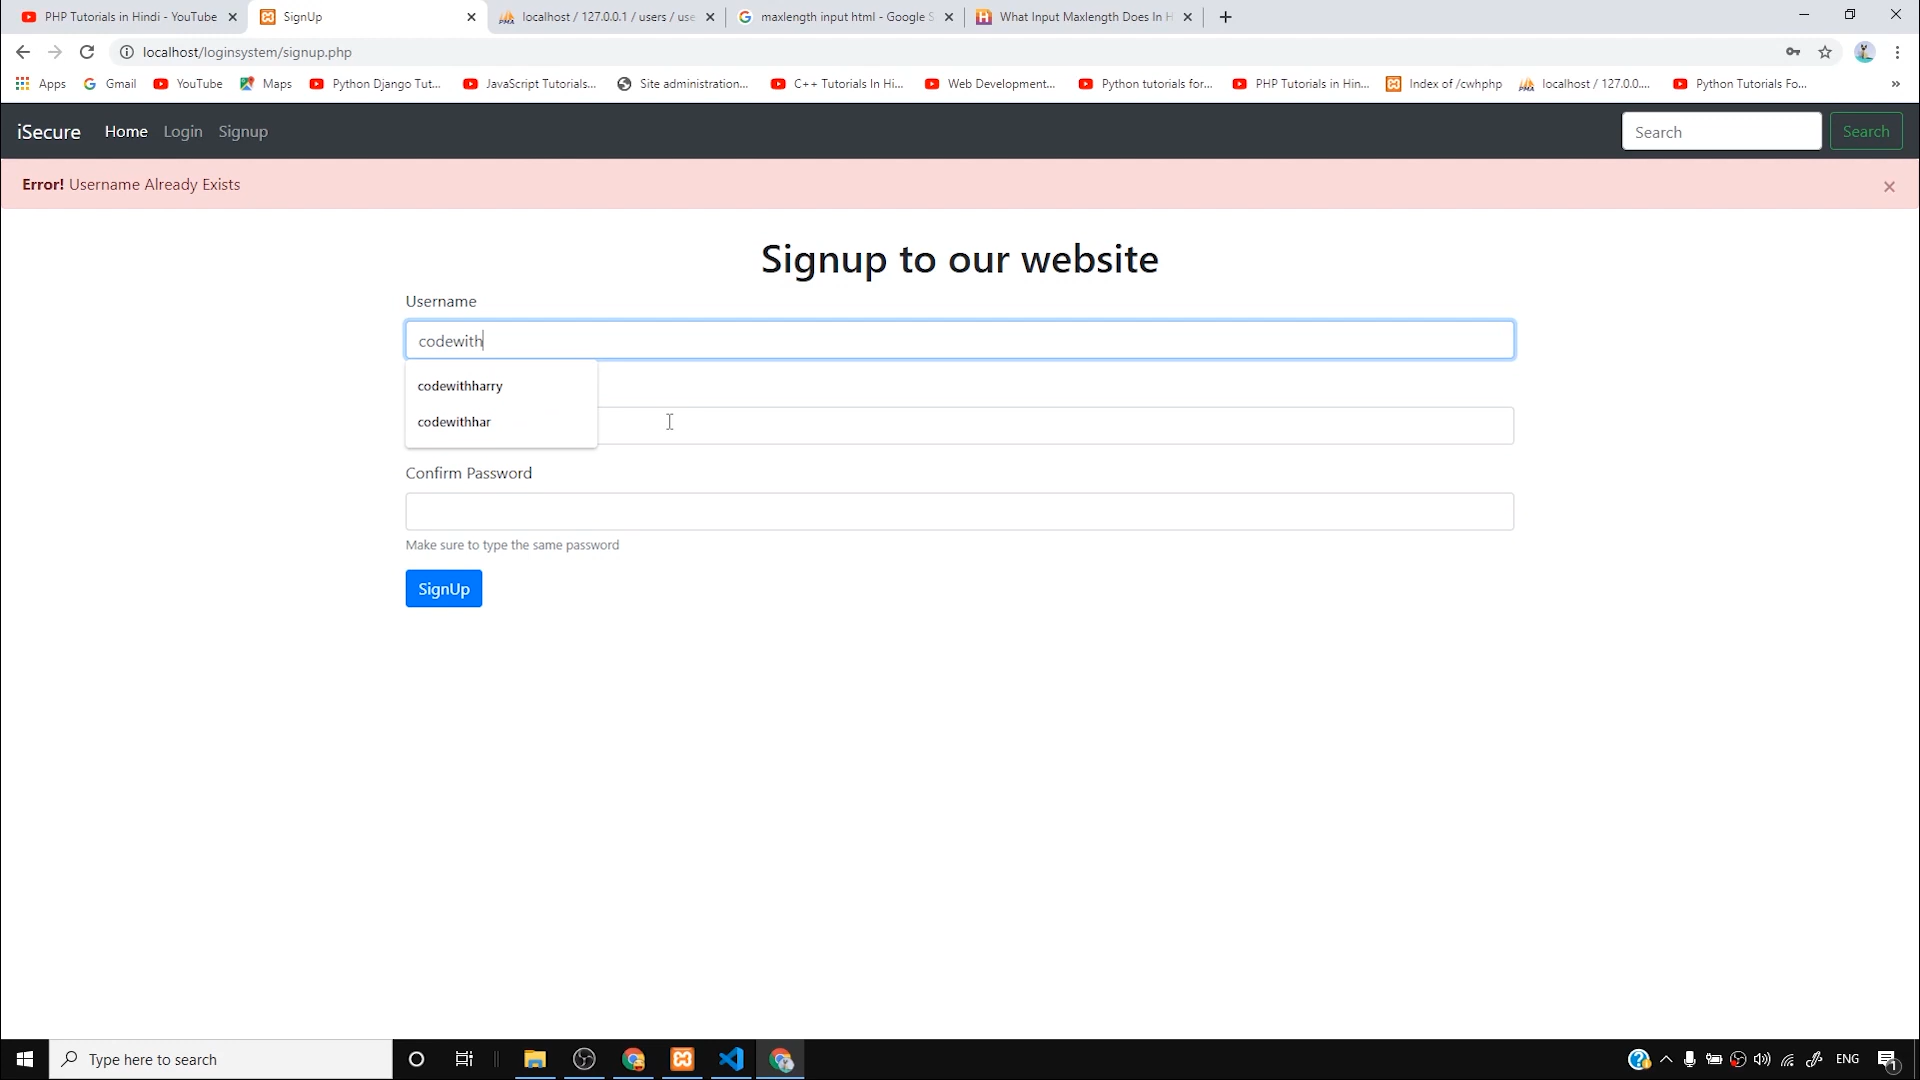 PHP Tutorials in Hindi - YouTube
SignUp
localhost / 127.0.0.1 / users / use
maxlength input html - Google S
What Input Maxlength Does In H
localhost/loginsystem/signup.php
Apps
Gmail
YouTube
Maps
Python Django Tut...
JavaScript Tutorials...
Site administration...
C++ Tutorials In Hi...
Web Development...
Python tutorials for...
PHP Tutorials in Hin...
Index of /cwhphp
localhost / 127.0.0....
Python Tutorials Fo...
»
iSecure
Home
Login
Signup
Search
Search
Error! Username Already Exists
×
Signup to our website
Username
codewith
codewithharry
codewithhar
Confirm Password
Make sure to type the same password
SignUp
Type here to search
ENG
1